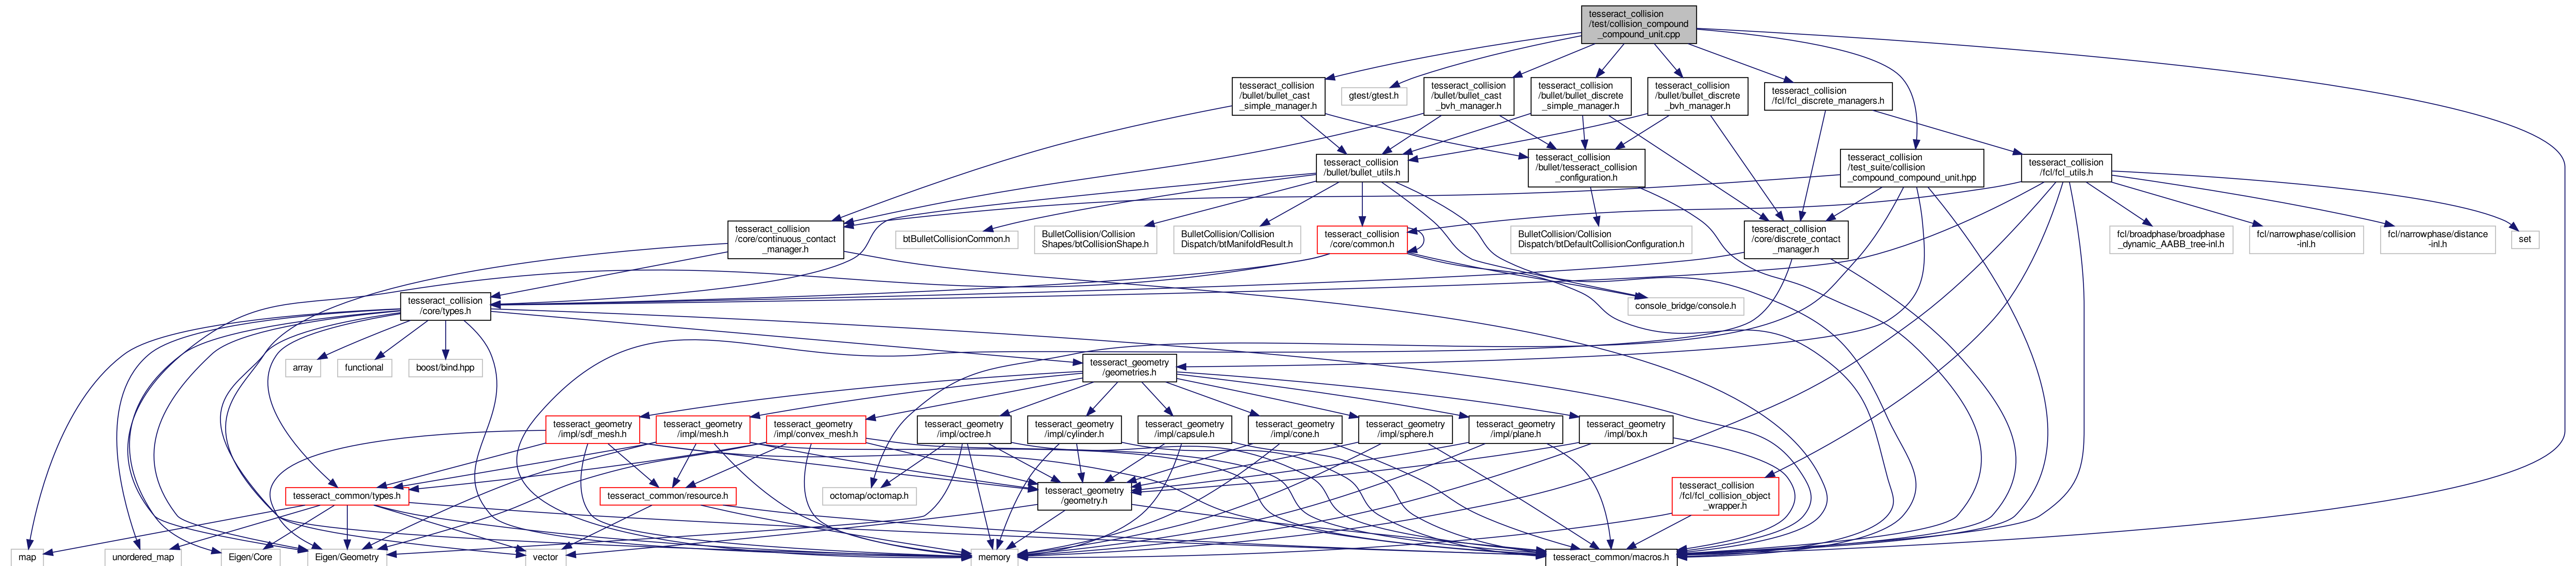 tesseract_collision
/test/collision_compound
_compound_unit.cpp
tesseract_collision
/bullet/bullet_cast
_simple_manager.h
gtest/gtest.h
tesseract_collision
/bullet/bullet_cast
_bvh_manager.h
tesseract_collision
/bullet/bullet_discrete
_simple_manager.h
tesseract_collision
/bullet/bullet_discrete
_bvh_manager.h
tesseract_collision
/fcl/fcl_discrete_managers.h
tesseract_collision
/bullet/bullet_utils.h
tesseract_collision
/bullet/tesseract_collision
_configuration.h
tesseract_collision
/test_suite/collision
_compound_compound_unit.hpp
tesseract_collision
/fcl/fcl_utils.h
tesseract_collision
/core/continuous_contact
_manager.h
btBulletCollisionCommon.h
BulletCollision/Collision
Shapes/btCollisionShape.h
BulletCollision/Collision
Dispatch/btManifoldResult.h
tesseract_collision
/core/common.h
BulletCollision/Collision
Dispatch/btDefaultCollisionConfiguration.h
tesseract_collision
/core/discrete_contact
_manager.h
fcl/broadphase/broadphase
_dynamic_AABB_tree-inl.h
fcl/narrowphase/collision
-inl.h
fcl/narrowphase/distance
-inl.h
set
tesseract_collision
/core/types.h
console_bridge/console.h
array
functional
boost/bind.hpp
tesseract_geometry
/geometries.h
tesseract_geometry
/impl/sdf_mesh.h
tesseract_geometry
/impl/mesh.h
tesseract_geometry
/impl/convex_mesh.h
tesseract_geometry
/impl/octree.h
tesseract_geometry
/impl/cylinder.h
tesseract_geometry
/impl/capsule.h
tesseract_geometry
/impl/cone.h
tesseract_geometry
/impl/sphere.h
tesseract_geometry
/impl/plane.h
tesseract_geometry
/impl/box.h
tesseract_common/types.h
tesseract_common/resource.h
octomap/octomap.h
tesseract_geometry
/geometry.h
tesseract_collision
/fcl/fcl_collision_object
_wrapper.h
map
unordered_map
Eigen/Core
Eigen/Geometry
vector
memory
tesseract_common/macros.h